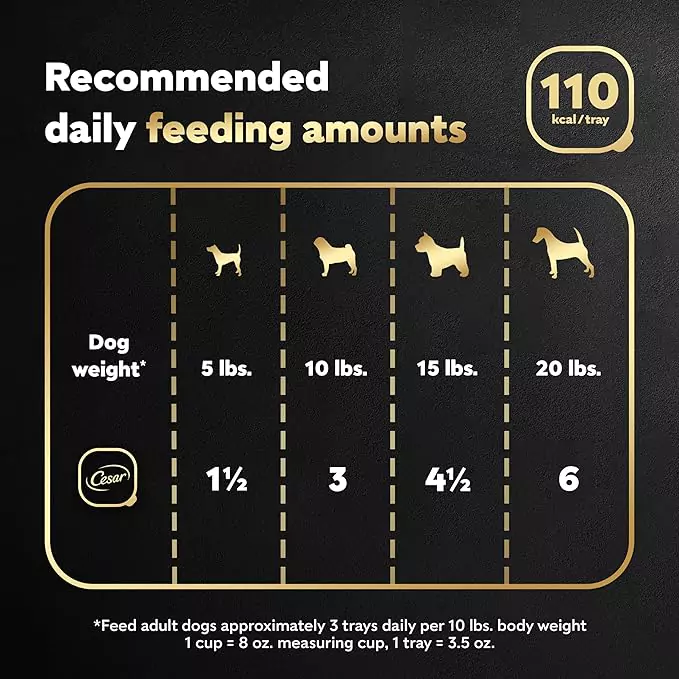 Recommended
daily feeding amounts
110
kcal/tray
Dog
weight*
5 lbs.
10 lbs.
15 lbs.
20 lbs.
Cesar
1½
3
4½
6
*Feed adult dogs approximately 3 trays daily per 10 lbs. body weight
1 cup = 8 oz. measuring cup, 1 tray = 3.5 oz.